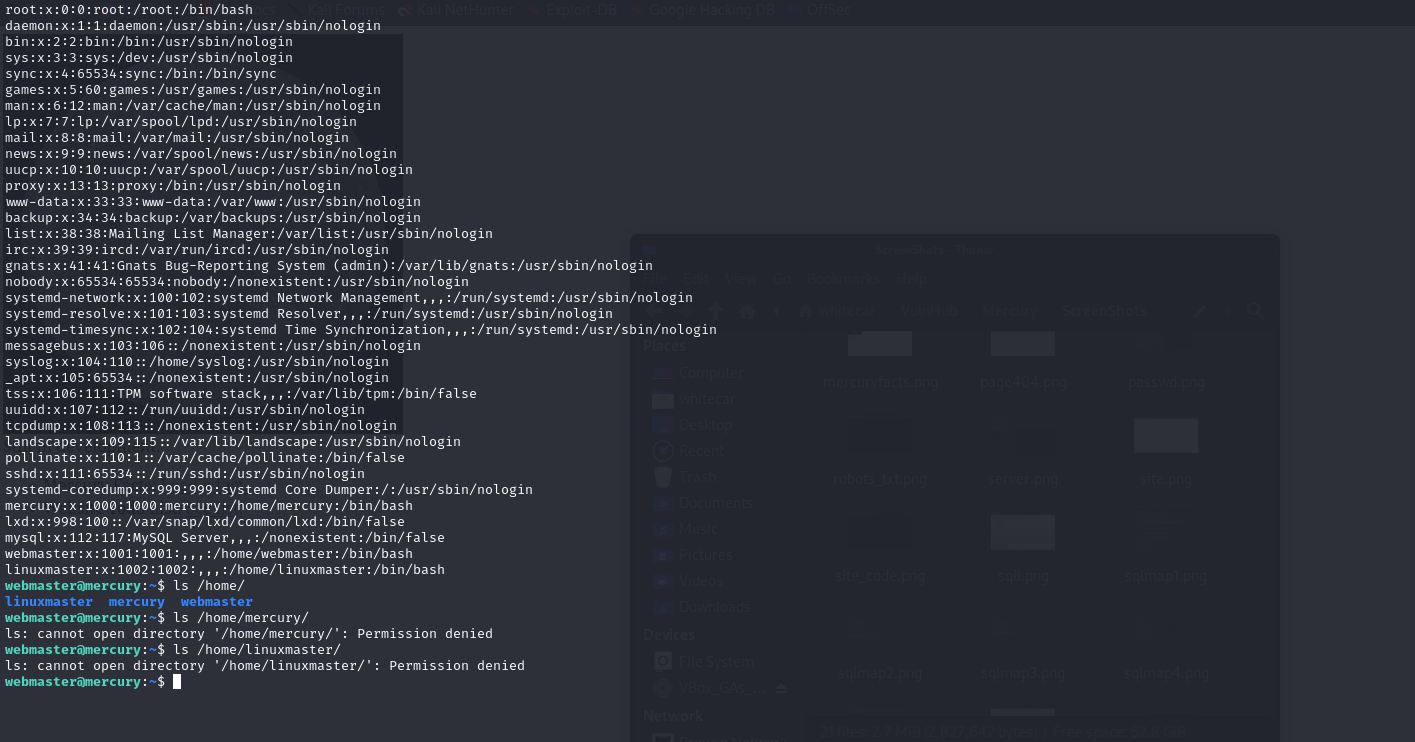 root:x:0:0:root:/root:/bin/bash
Kali Forums Kali NetHunter Exploit-DB Google Hacking DB OffSec
daemon:x:1:1:daemon:/usr/sbin:/usr/sbin/nologin
bin:x:2:2:bin:/bin:/usr/sbin/nologin
sys:x:3:3:sys:/dev:/usr/sbin/nologin
sync:x:4:65534:sync:/bin:/bin/sync
games:x:5:60:games:/usr/games:/usr/sbin/nologin
man:x:6:12:man:/var/cache/man:/usr/sbin/nologin
lp:x:7:7:lp:/var/spool/lpd:/usr/sbin/nologin
mail:x:8:8:mail:/var/mail:/usr/sbin/nologin
news:x:9:9:news:/var/spool/news:/usr/sbin/nologin
uucp:x:10:10:uucp:/var/spool/uucp:/usr/sbin/nologin
proxy:x:13:13:proxy:/bin:/usr/sbin/nologin
www-data:x:33:33:www-data:/var/www:/usr/sbin/nologin
backup:x:34:34:backup:/var/backups:/usr/sbin/nologin
list:x:38:38:Mailing List Manager:/var/list:/usr/sbin/nologin
irc:x:39:39:ircd:/var/run/ircd:/usr/sbin/nologin
gnats:x:41:41:Gnats Bug-Reporting System (admin):/var/lib/gnats:/usr/sbin/nologin
nobody:x:65534:65534:nobody:/nonexistent:/usr/sbin/nologin
systemd-network:x:100:102:systemd Network Management,,,:/run/systemd:/usr/sbin/nologin
systemd-resolve:x:101:103:systemd Resolver,,,:/run/systemd:/usr/sbin/nologin
systemd-timesync:x:102:104:systemd Time Synchronization,,,:/run/systemd:/usr/sbin/nologin
messagebus:x:103:106::/nonexistent:/usr/sbin/nologin
syslog:x:104:110::/home/syslog:/usr/sbin/nologin
_apt:x:105:65534::/nonexistent:/usr/sbin/nologin
tss:x:106:111:TPM software stack,,,:/var/lib/tpm:/bin/false
uuidd:x:107:112::/run/uuidd:/usr/sbin/nologin
tcpdump:x:108:113::/nonexistent:/usr/sbin/nologin
landscape:x:109:115::/var/lib/landscape:/usr/sbin/nologin
pollinate:x:110:1::/var/cache/pollinate:/bin/false
sshd:x:111:65534::/run/sshd:/usr/sbin/nologin
systemd-coredump:x:999:999:systemd Core Dumper:/:/usr/sbin/nologin
mercury:x:1000:1000:mercury:/home/mercury:/bin/bash
lxd:x:998:100::/var/snap/lxd/common/lxd:/bin/false
mysql:x:112:117:MySQL Server,,,:/nonexistent:/bin/false
webmaster:x:1001:1001:,,,:/home/webmaster:/bin/bash
linuxmaster:x:1002:1002:,,,:/home/linuxmaster:/bin/bash
webmaster@mercury:~$ ls /home/
linuxmaster mercury webmaster
webmaster@mercury:~$ ls /home/mercury/
ls: cannot open directory '/home/mercury/': Permission denied
webmaster@mercury:~$ ls /home/linuxmaster/
ls: cannot open directory '/home/linuxmaster/': Permission denied
webmaster@mercury:~$
ScreenShots - Thunar
Edit View Go Bookmarks Help
whitecar VulnHub Mercury ScreenShots
Places
Computer
whitecar
Desktop
Recent
Trash
Documents
Music
Pictures
Videos
Downloads
Devices
File System
VBox_GAs_...
Network
mercuryfacts.png page404.png passwd.png
robots_txt.png server.png site.png
site_code.png sqli.png sqlmap1.png
sqlmap2.png sqlmap3.png sqlmap4.png